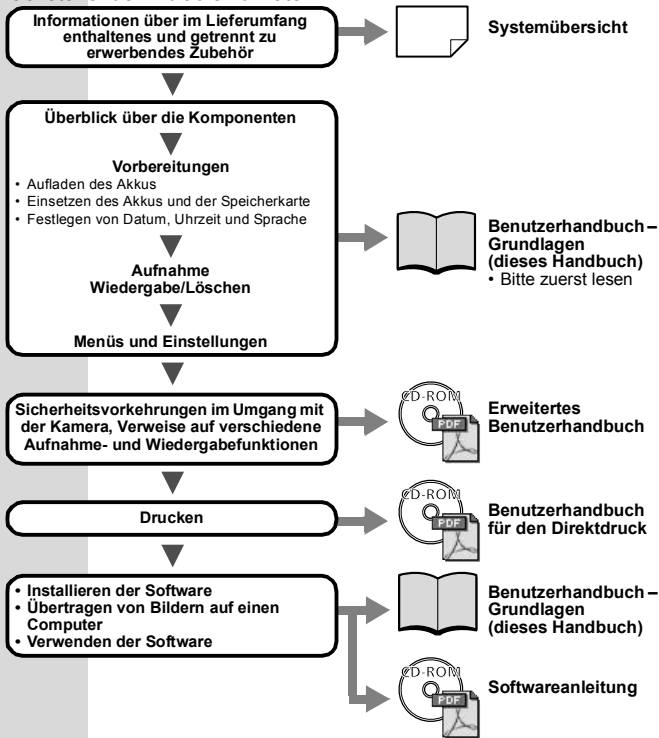 Informationen über im Lieferumfang
enthaltenes und getrennt zu
erwerbendes Zubehör
Systemübersicht
Überblick über die Komponenten
Vorbereitungen
• Aufladen des Akkus
• Einsetzen des Akkus und der Speicherkarte
• Festlegen von Datum, Uhrzeit und Sprache
Aufnahme
Wiedergabe/Löschen
Menüs und Einstellungen
Benutzerhandbuch –
Grundlagen
(dieses Handbuch)
• Bitte zuerst lesen
Sicherheitsvorkehrungen im Umgang mit
der Kamera, Verweise auf verschiedene
Aufnahme- und Wiedergabefunktionen
CD-ROM
PDF
Erweitertes
Benutzerhandbuch
Drucken
CD-ROM
PDF
Benutzerhandbuch
für den Direktdruck
• Installieren der Software
• Übertragen von Bildern auf einen
Computer
• Verwenden der Software
Benutzerhandbuch –
Grundlagen
(dieses Handbuch)
CD-ROM
PDF
Softwareanleitung